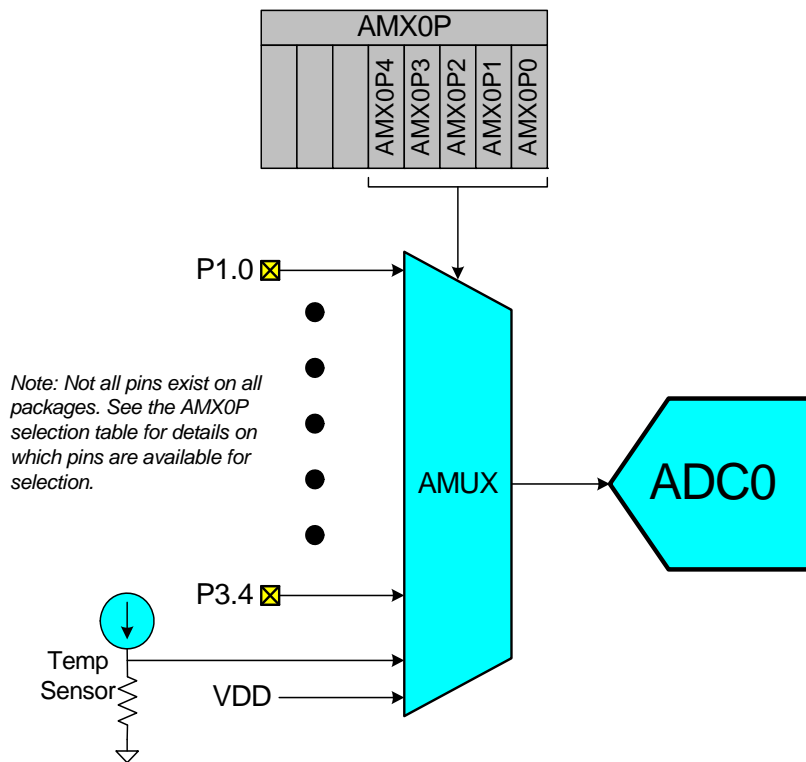 AMX0P
AMX0P4
AMX0P3
AMX0P2
AMX0P1
AMX0P0
P1.0
Note: Not all pins exist on all
packages. See the AMX0P
selection table for details on
which pins are available for
selection.
AMUX
ADC0
P3.4
Temp
Sensor
VDD